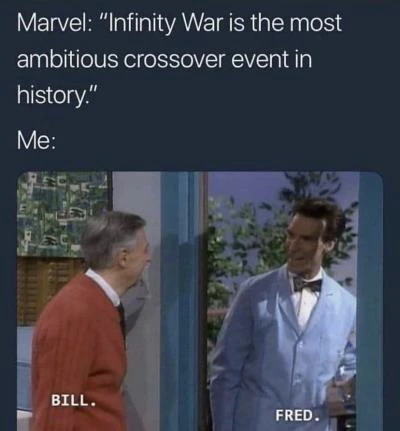 Marvel: “Infinity War is the most
ambitious crossover event in
history.”
Me:
BILL.
FRED.